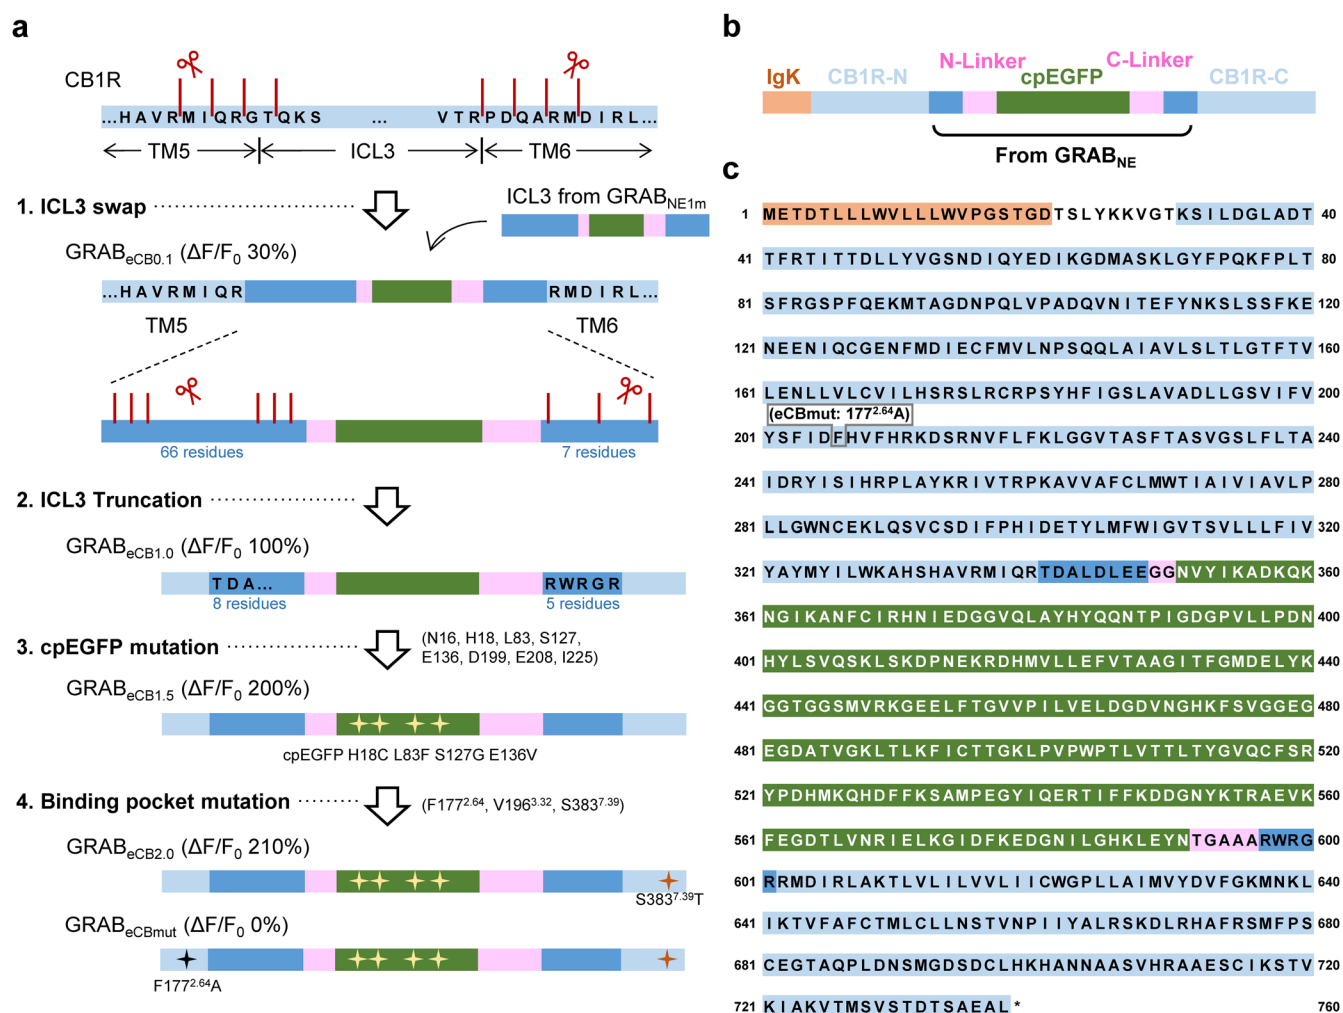 a
CB1R
...HAVRMIQRGTQKS ... VTRPDQARMDIRL...
TM5 ICL3 TM6
1. ICL3 swap
ICL3 from GRABNE1m
GRABeCB0.1 (ΔF/F0 30%)
...HAVRMIQR RMDIRL...
TM5 TM6
66 residues 7 residues
2. ICL3 Truncation
GRABeCB1.0 (ΔF/F0 100%)
TDA... RWRGR
8 residues 5 residues
3. cpEGFP mutation
(N16, H18, L83, S127,
E136, D199, E208, I225)
GRABeCB1.5 (ΔF/F0 200%)
cpEGFP H18C L83F S127G E136V
4. Binding pocket mutation
(F177^2.64, V196^3.32, S383^7.39)
GRABeCB2.0 (ΔF/F0 210%)
S383^7.39T
GRABeCBmut (ΔF/F0 0%)
F177^2.64A
b
N-Linker C-Linker
IgK CB1R-N cpEGFP CB1R-C
From GRABNE
c
1 METDTLLLWVLLLWVPGSTGDTSLYKKVGTKSILDGLADT 40
41 TFRTITTDLLYVGSNDIQYEDIKGDMASKLGYFPQKFPLT 80
81 SFRGSPFQEKMTAGDNPQLVPADQVNITEFYNKSLSSFKE 120
121 NEENIQCGENFMDIECFMVLNPSQQLAIAVLSLTLGTFTV 160
161 LENLLVLCVILHSRSLRCRPSYHFIGSLAVADLLGSVIFV 200
(eCBmut: 177^2.64A)
201 YSFIDFHVFHRKDSRNVFLFKLGGVTASFTASVGSLFLTA 240
241 IDRYISIHRPLAYKRIVTRPKAVVAFCLMWTIAIVIAVLP 280
281 LLGWNCEKLQSVCSDIFPHIDETYLMFWIGVTSVLLLFIV 320
321 YAYMYILWKAHSHAVRMIQRTDALDLEEGGNVYIKADKQK 360
361 NGIKANFCIRHNIEDGGVQLAYHYQQNTPIGDGPVLLPDN 400
401 HYLSVQSKLSKDPNEKRDHMVLLEFVTAAGITFGMDELYK 440
441 GGTGGSMVRKGEELFTGVVPILVELDGDVNGHKFSVGGEG 480
481 EGDATVGKLTLKFICTTGKLPVPWPTLVTTLTYGVQCFSR 520
521 YPDHMKQHDFFKSAMPEGYIQERTIFFKDDGNYKTRAEVK 560
561 FEGDTLVNRIELKGIDFKEDGNILGHKLEYNTGAAARWRG 600
601 RRMDIRLAKTLVLILVVLIICWGPLLAIMVYDVFGKMNKL 640
641 IKTVFAFCTMLCLLNSTVNPIIYALRSKDLRHAFRSMFPS 680
681 CEGTAQPLDNSMGDSDCLHKHANNAASVHRAAESCIKSTV 720
721 KIAKVTMSVSTDTSAEAL * 760